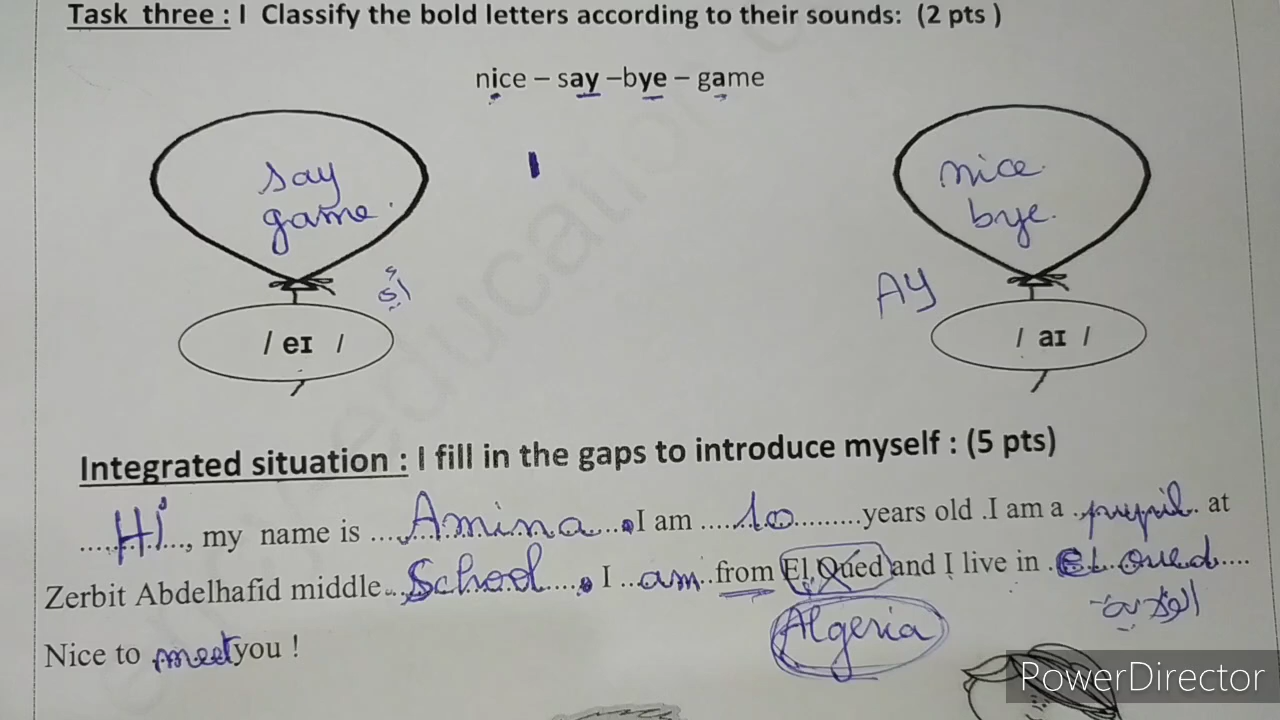 Task three : I Classify the bold letters according to their sounds: (2 pts )
nice – say –bye – game
say
game.
nice.
bye.
AY
/ eɪ /
/ aɪ /
Integrated situation : I fill in the gaps to introduce myself : (5 pts)
Hi, my name is Amina. I am 10 years old .I am a pupil at
Zerbit Abdelhafid middle School. I am from El Oued and I live in EL oued
Algeria
Nice to meet you !
PowerDirector